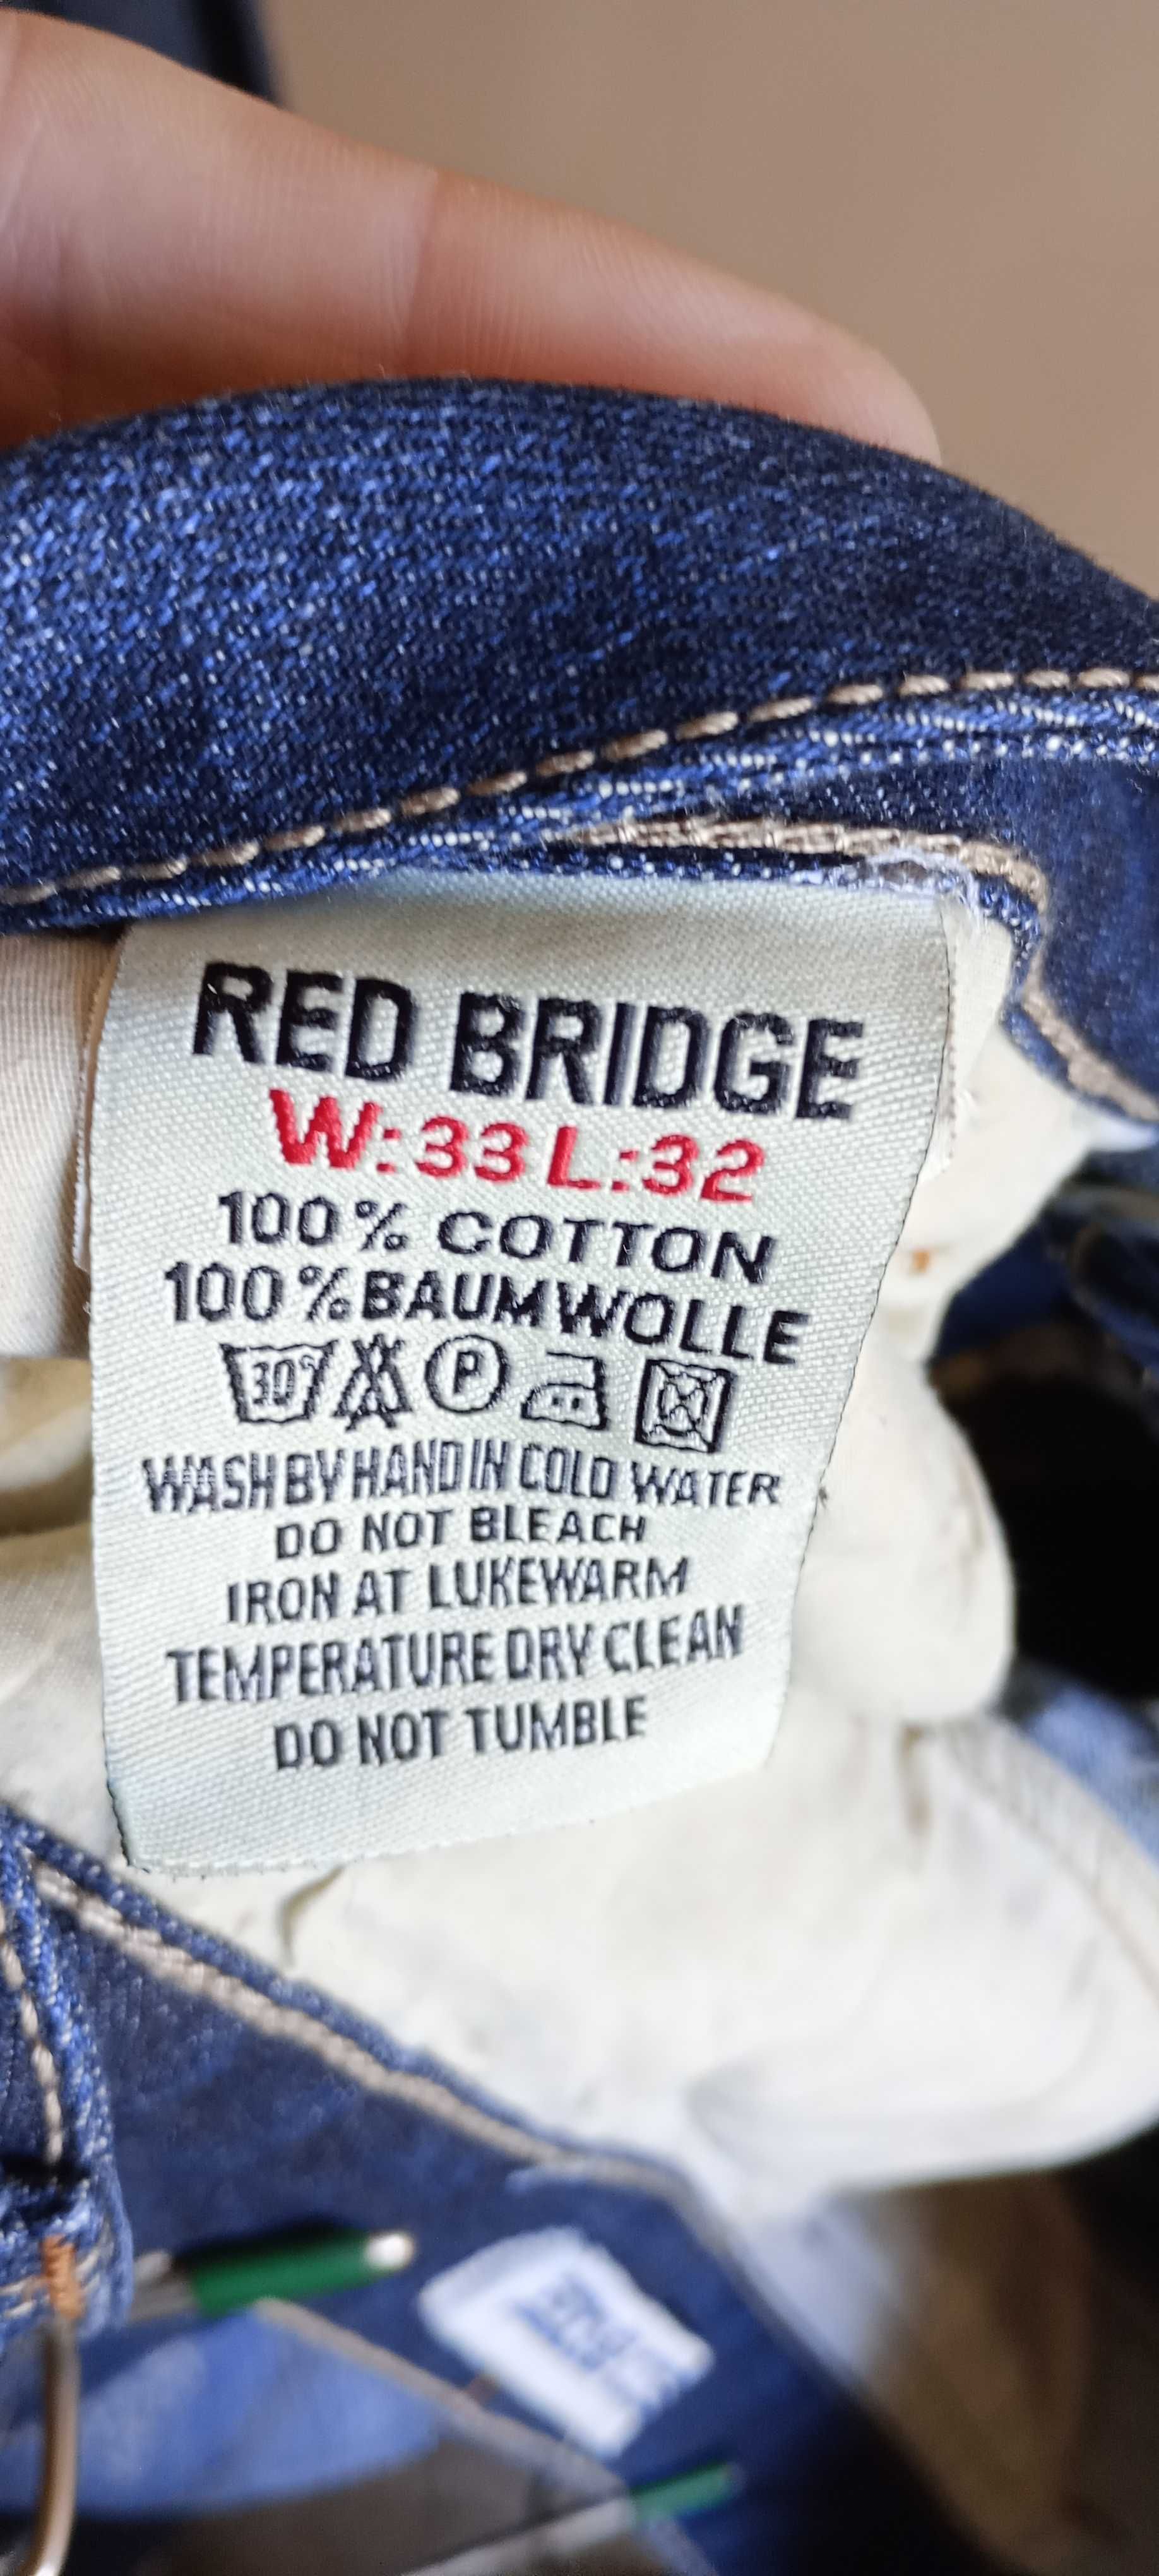 RED BRIDGE
W:33 L:32
100% COTTON
100% BAUMWOLLE
30° P
WASH BY HAND IN COLD WATER
DO NOT BLEACH
IRON AT LUKEWARM
TEMPERATURE DRY CLEAN
DO NOT TUMBLE